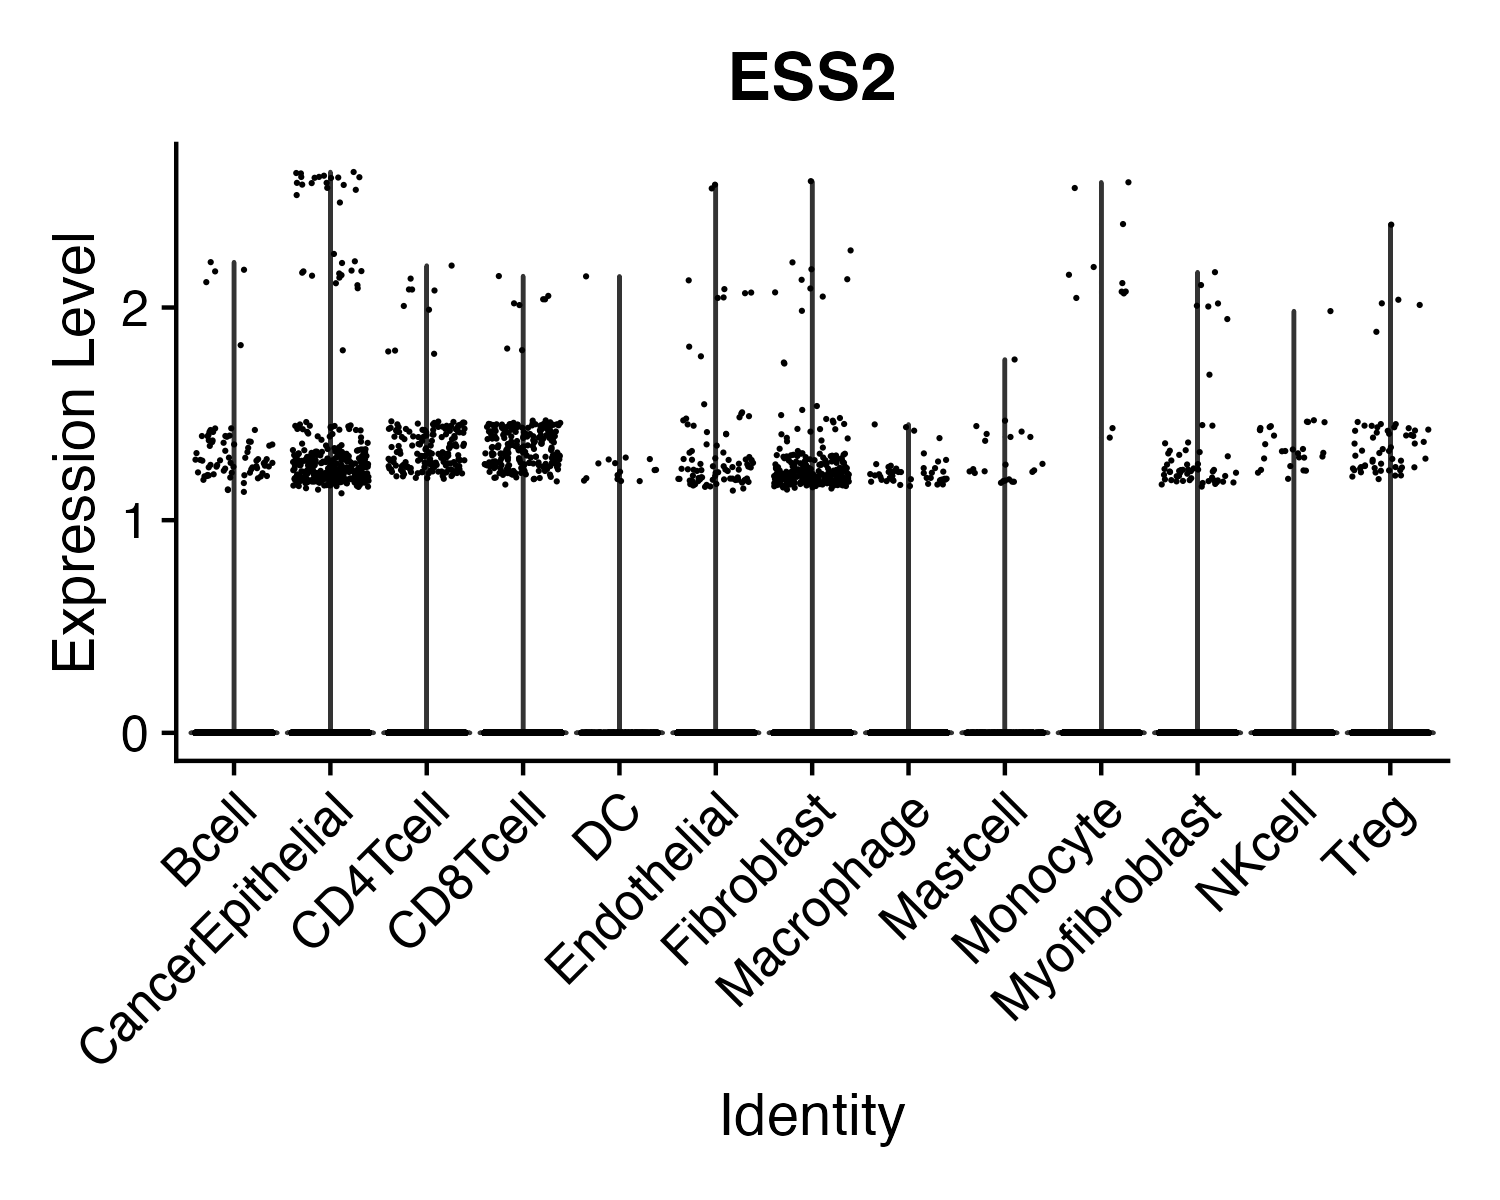 ESS2
Expression Level
2
1
0
Bcell
CancerEpithelial
CD4Tcell
CD8Tcell
DC
Endothelial
Fibroblast
Macrophage
Mastcell
Monocyte
Myofibroblast
NKcell
Treg
Identity